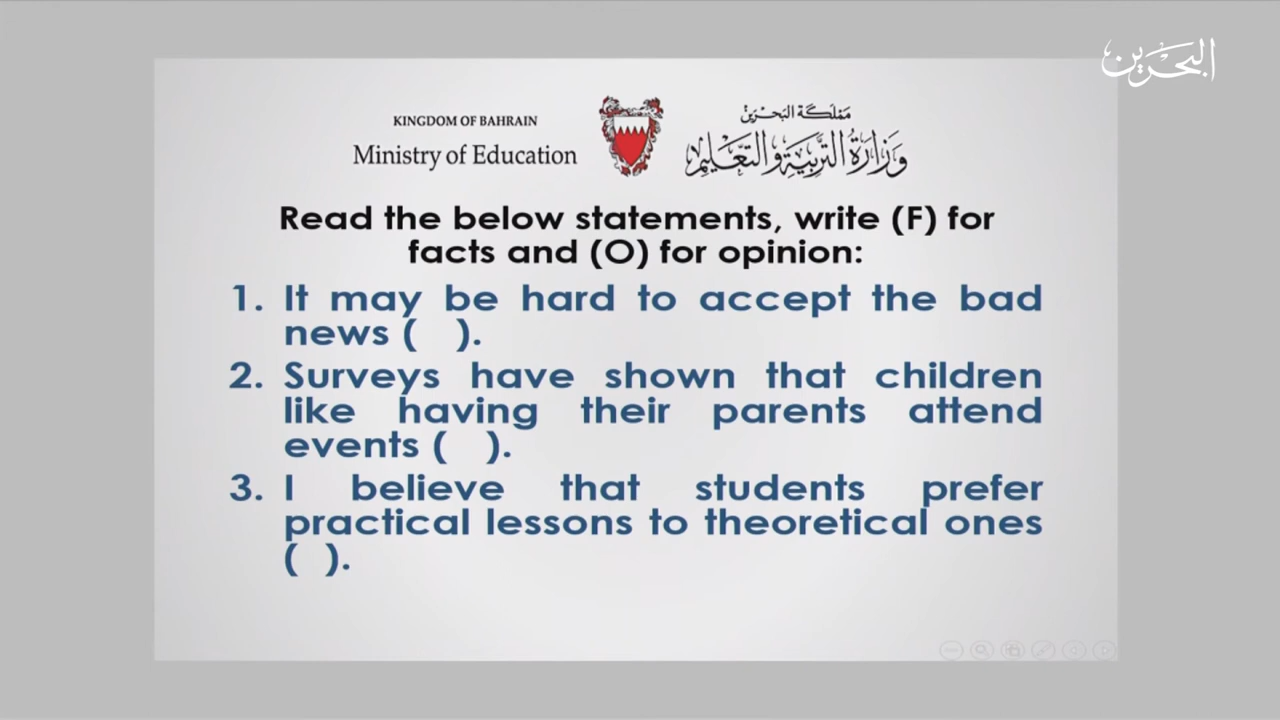 البحرين
KINGDOM OF BAHRAIN
Ministry of Education
مملكة البحرين
وزارة التربية والتعليم
Read the below statements, write (F) for
facts and (O) for opinion:
1. It may be hard to accept the bad
news (   ).
2. Surveys have shown that children
like having their parents attend
events (   ).
3. I believe that students prefer
practical lessons to theoretical ones
(   ).